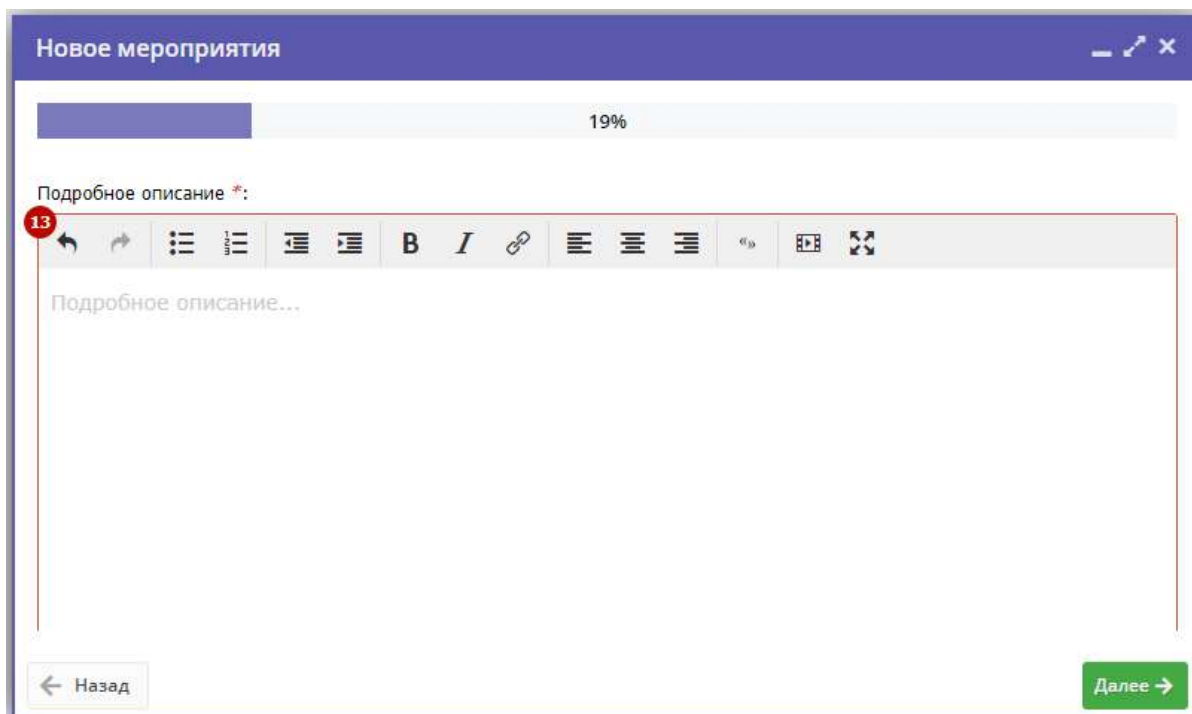 Новое мероприятия
19%
Подробное описание *:
13
B I «»
Подробное описание...
← Назад
Далее →